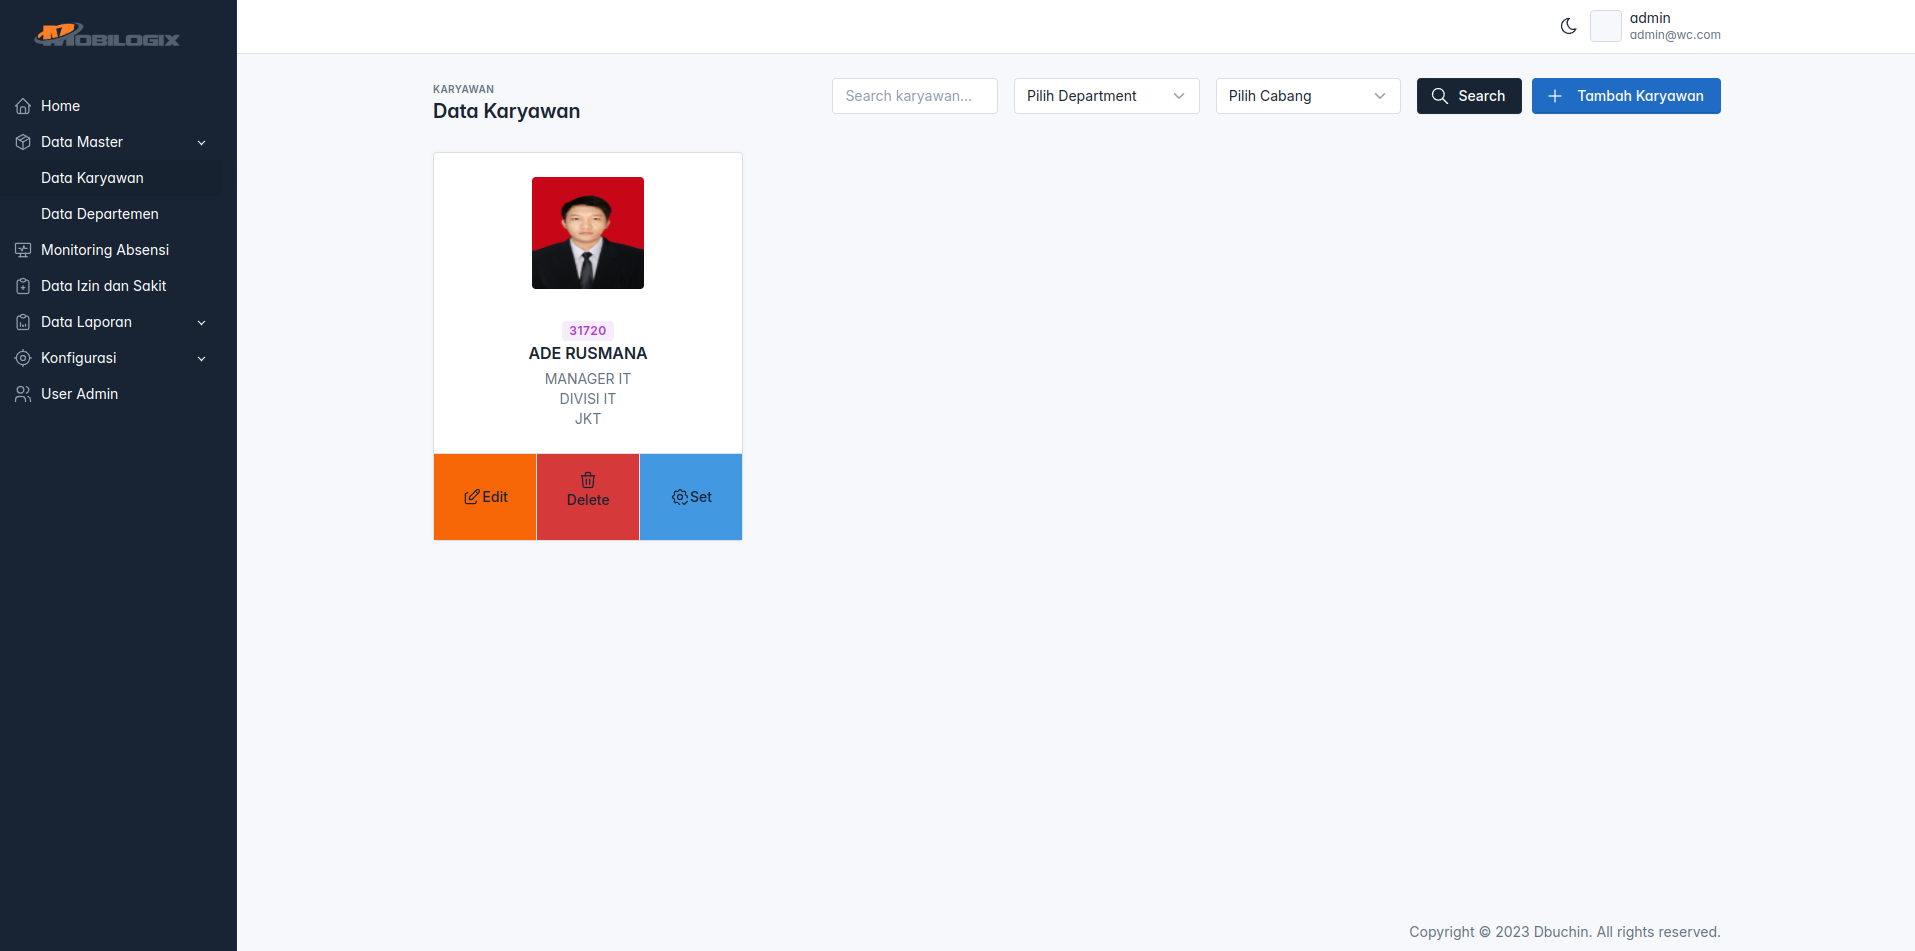 MOBILOGIX
admin
admin@wc.com
Home
Data Master
Data Karyawan
Data Departemen
Monitoring Absensi
Data Izin dan Sakit
Data Laporan
Konfigurasi
User Admin
KARYAWAN
Data Karyawan
Search karyawan...
Pilih Department
Pilih Cabang
Search
Tambah Karyawan
31720
ADE RUSMANA
MANAGER IT
DIVISI IT
JKT
Edit
Delete
Set
Copyright © 2023 Dbuchin. All rights reserved.